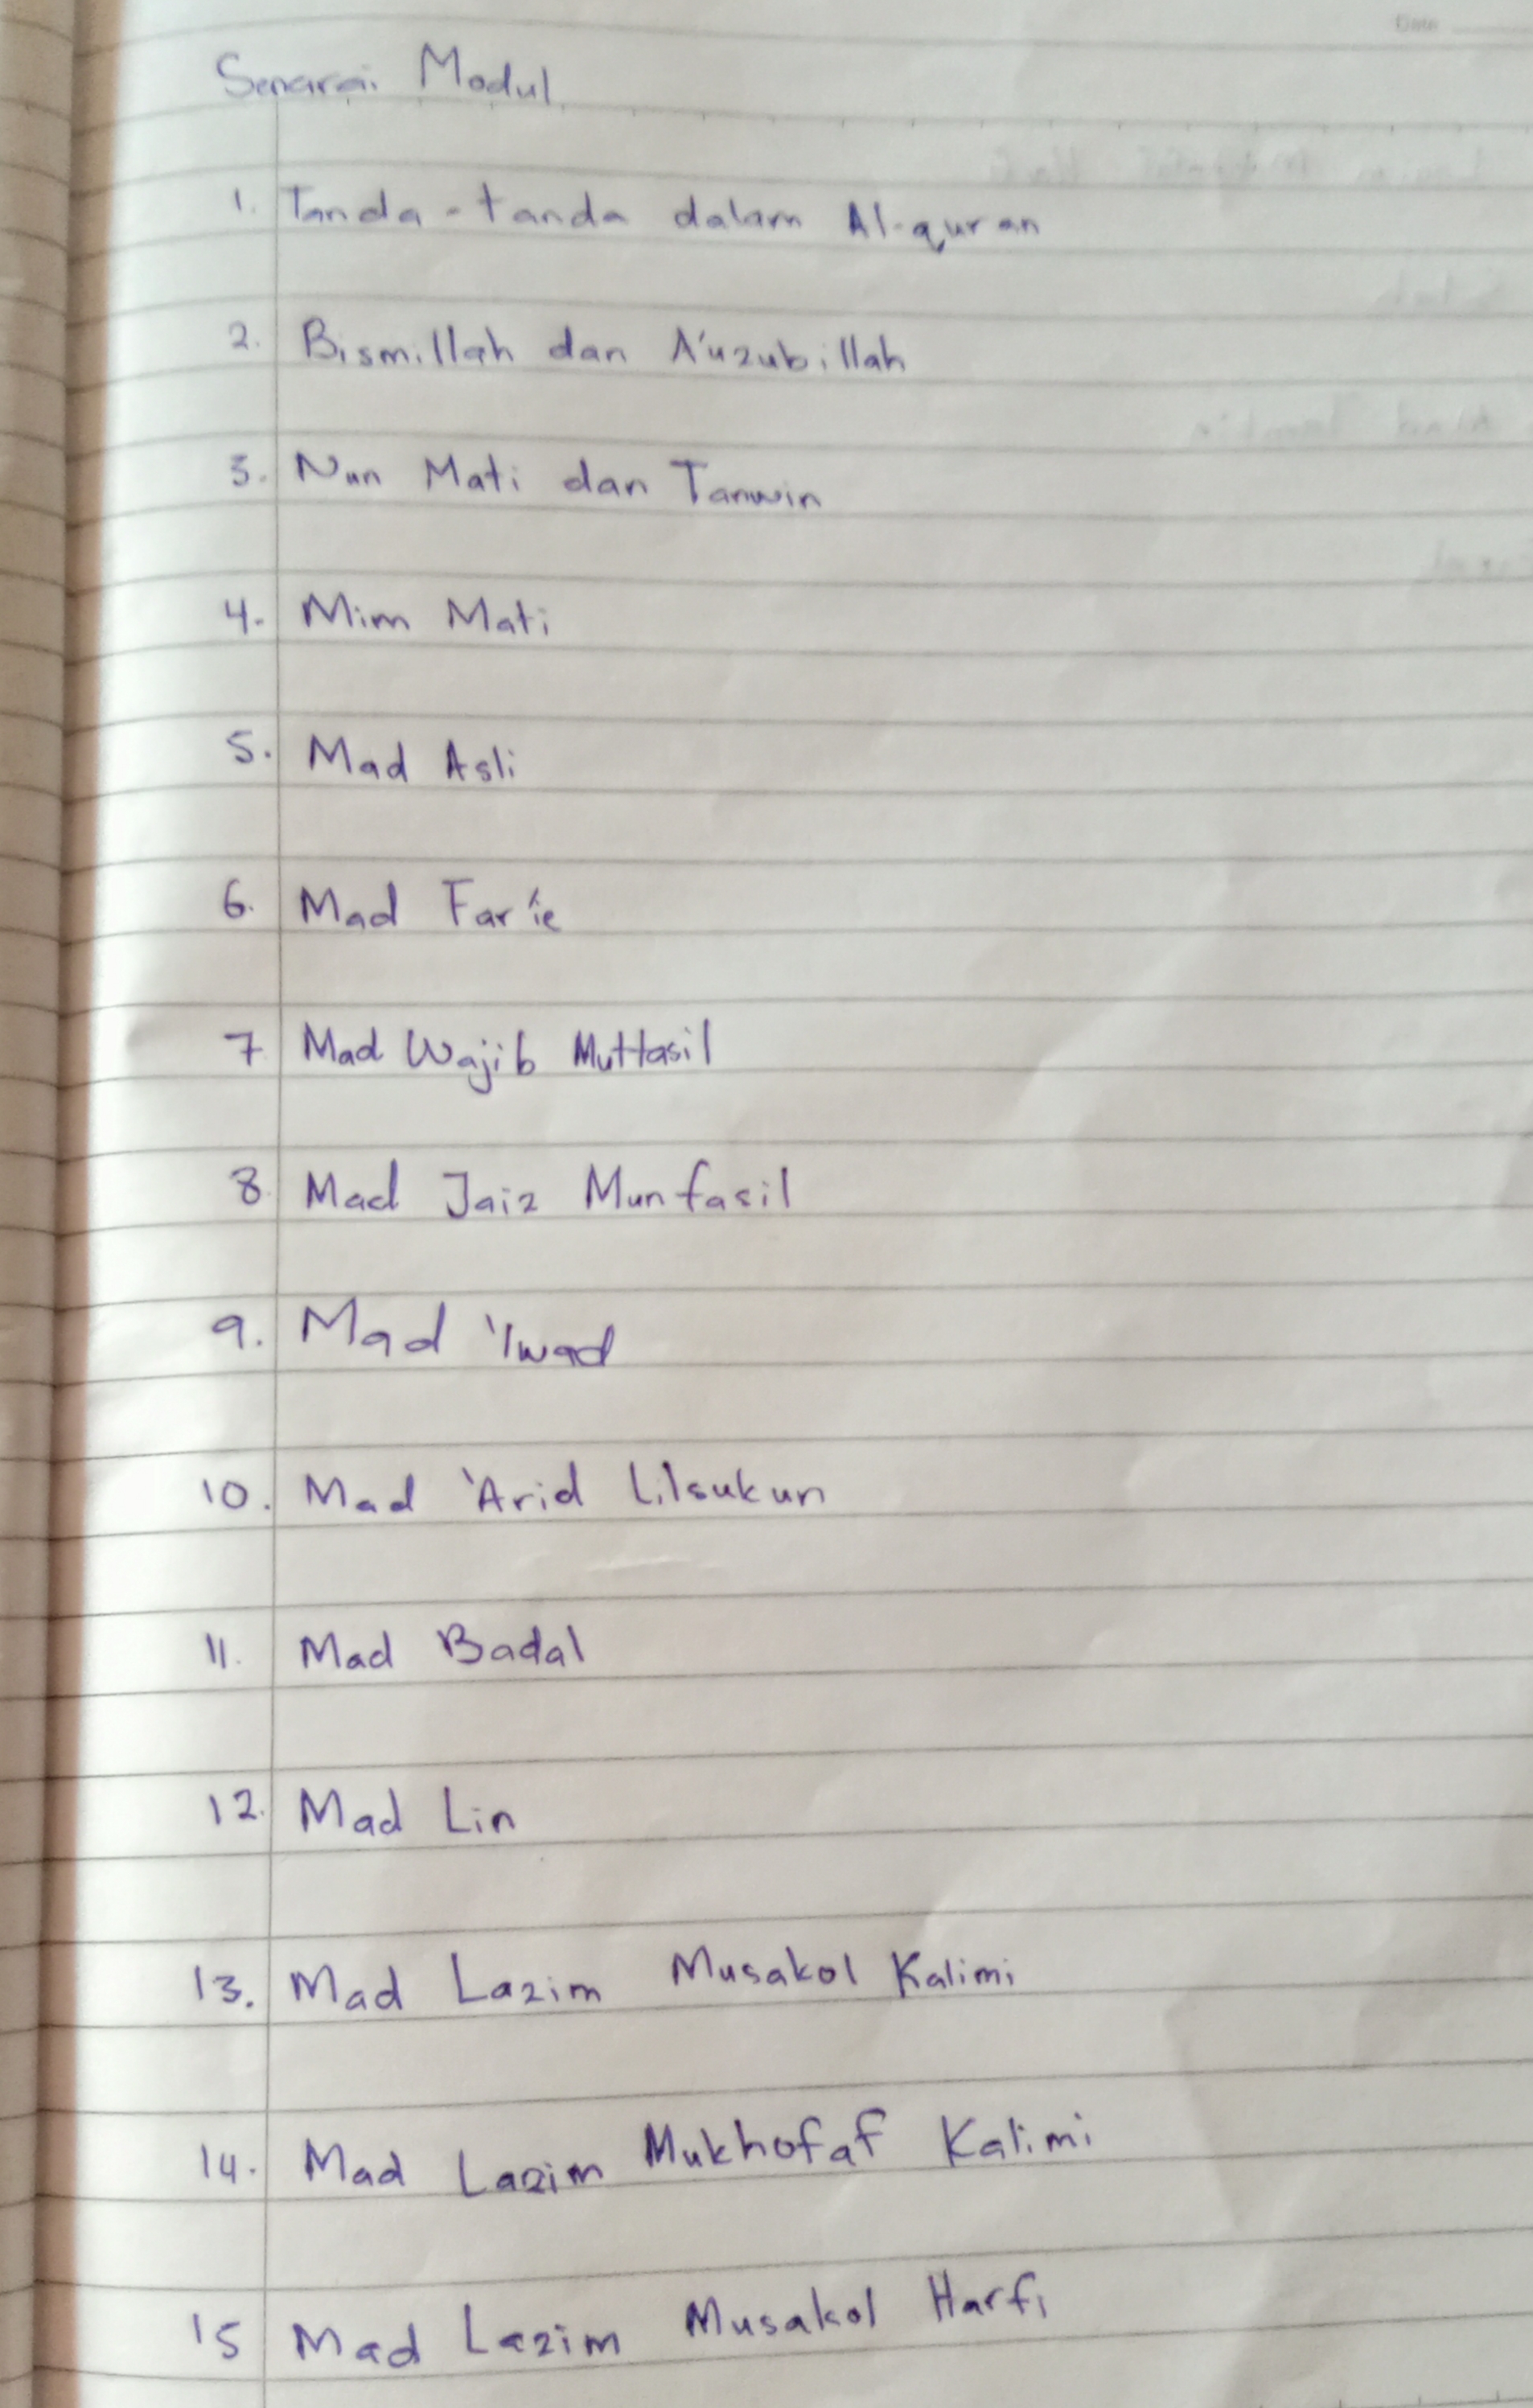 Date
Senarai Modul
1. Tanda-tanda dalam Al-quran
2. Bismillah dan A'uzubillah
3. Nun Mati dan Tanwin
4. Mim Mati
5. Mad Asli
6. Mad Far'ie
7 Mad Wajib Muttasil
8. Mad Jaiz Munfasil
9. Mad 'Iwad
10. Mad 'Arid Lilsukun
11. Mad Badal
12. Mad Lin
13. Mad Lazim Musakol Kalimi
14. Mad Lazim Mukhofaf Kalimi
15 Mad Lazim Musakol Harfi